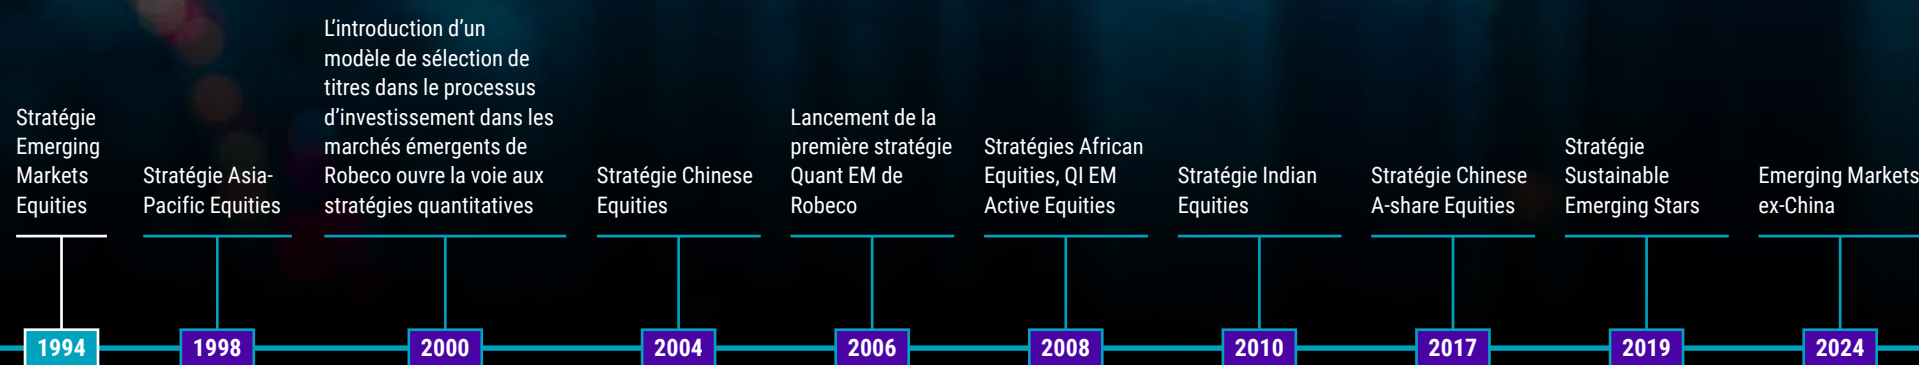 Stratégie
Emerging
Markets
Equities
1994
Stratégie Asia-
Pacific Equities
1998
L’introduction d’un
modèle de sélection de
titres dans le processus
d’investissement dans les
marchés émergents de
Robeco ouvre la voie aux
stratégies quantitatives
2000
Stratégie Chinese
Equities
2004
Lancement de la
première stratégie
Quant EM de
Robeco
2006
Stratégies African
Equities, QI EM
Active Equities
2008
Stratégie Indian
Equities
2010
Stratégie Chinese
A-share Equities
2017
Stratégie
Sustainable
Emerging Stars
2019
Emerging Markets
ex-China
2024